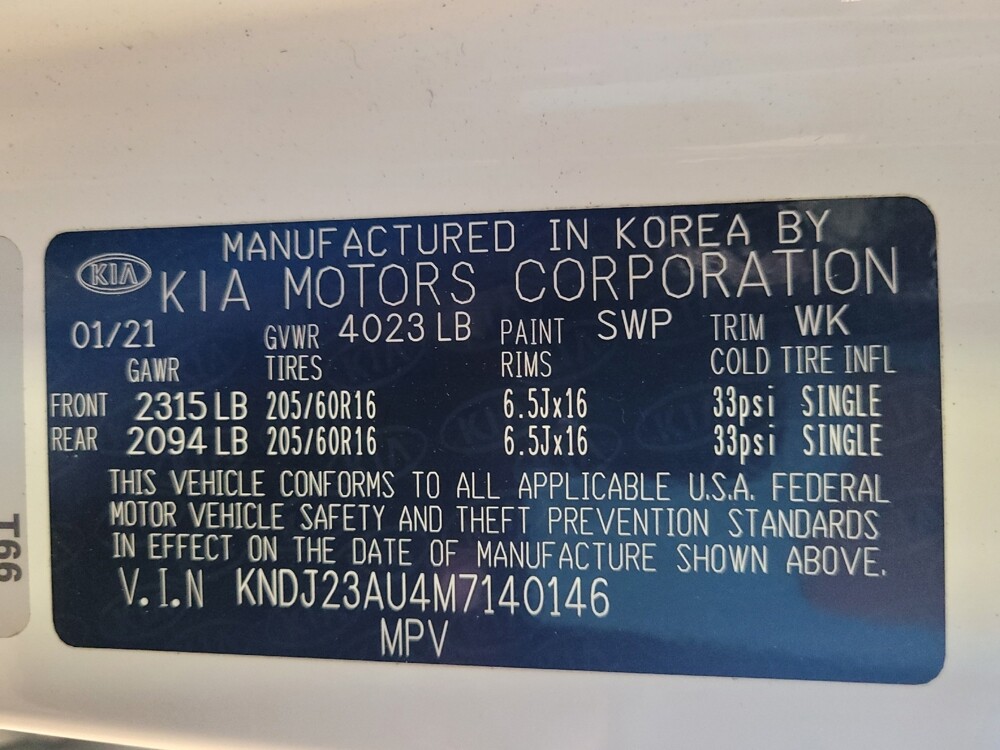 MANUFACTURED IN KOREA BY
KIA KIA MOTORS CORPORATION
01/21 GVWR 4023 LB PAINT SWP TRIM WK
GAWR TIRES RIMS COLD TIRE INFL
FRONT 2315 LB 205/60R16 6.5Jx16 33psi SINGLE
REAR 2094 LB 205/60R16 6.5Jx16 33psi SINGLE
THIS VEHICLE CONFORMS TO ALL APPLICABLE U.S.A. FEDERAL
MOTOR VEHICLE SAFETY AND THEFT PREVENTION STANDARDS
IN EFFECT ON THE DATE OF MANUFACTURE SHOWN ABOVE.
V.I.N KNDJ23AU4M7140146
MPV
T66